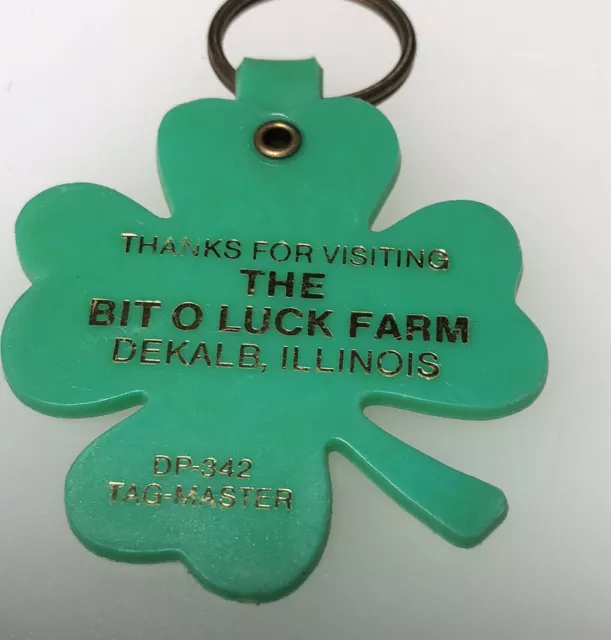 THANKS FOR VISITING
THE
BIT O LUCK FARM
DEKALB, ILLINOIS
DP-342
TAG-MASTER